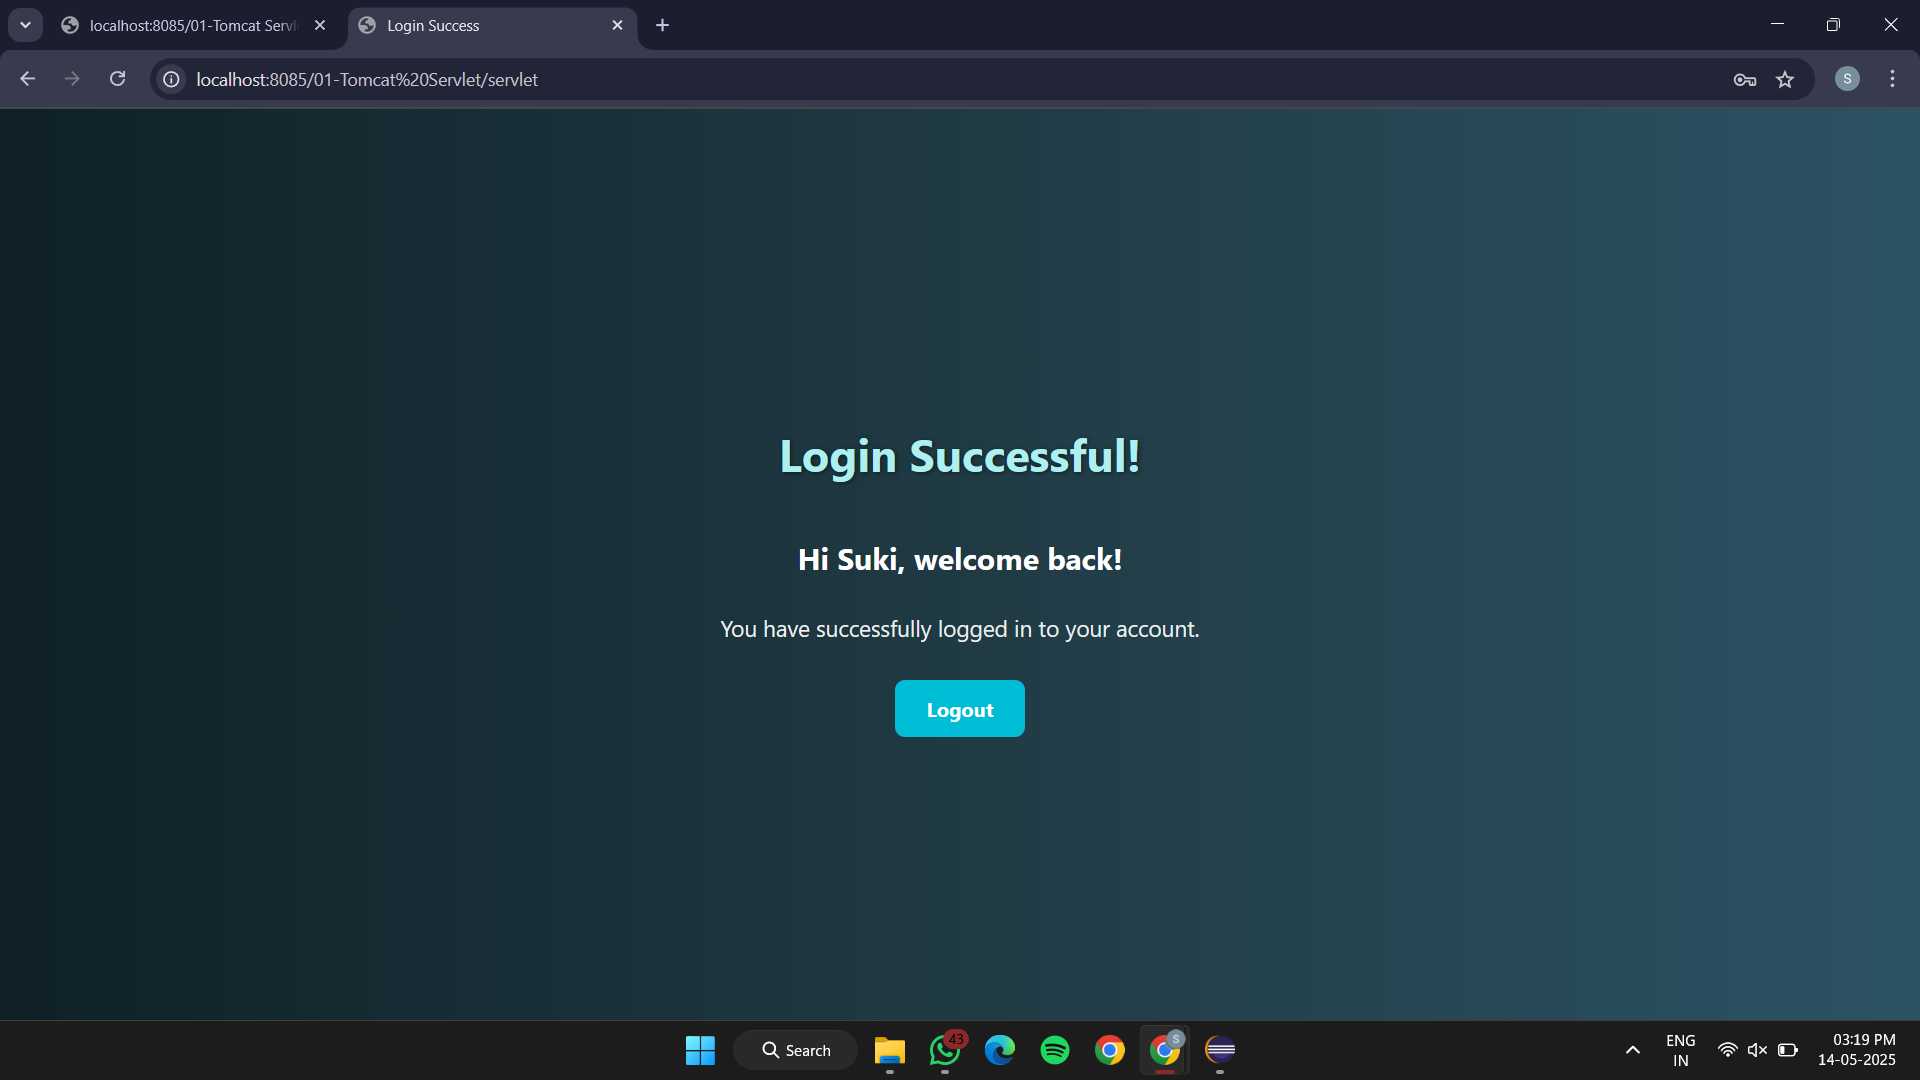 localhost:8085/01-Tomcat Servl
Login Success
localhost:8085/01-Tomcat%20Servlet/servlet
S
Login Successful!
Hi Suki, welcome back!
You have successfully logged in to your account.
Logout
Search
43
S
ENG
IN
03:19 PM
14-05-2025